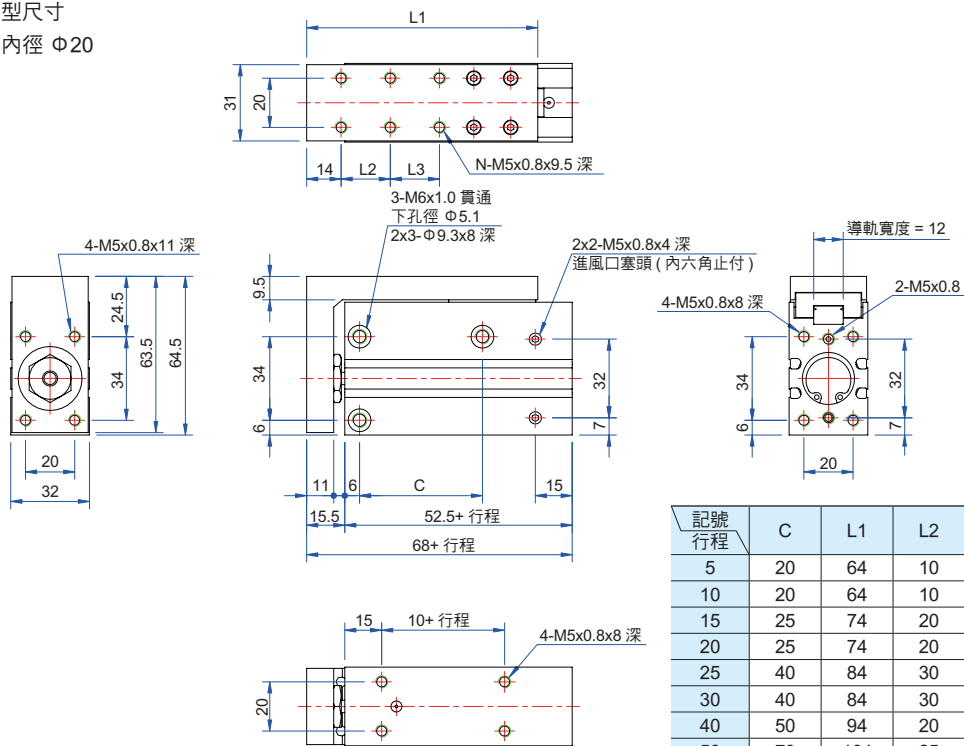 型尺寸
內徑 Φ20
L1
31
20
14
L2
L3
N-M5x0.8x9.5 深
3-M6x1.0 貫通
下孔徑 Φ5.1
2x3-Φ9.3x8 深
2x2-M5x0.8x4 深
進風口塞頭 ( 內六角止付 )
4-M5x0.8x11 深
24.5
34
63.5
64.5
20
32
9.5
34
6
32
7
11
6
C
15
15.5
52.5+ 行程
68+ 行程
導軌寬度 = 12
4-M5x0.8x8 深
2-M5x0.8
34
6
32
7
20
15
10+ 行程
4-M5x0.8x8 深
20
記號
行程
C
L1
L2
5 20 64 10
10 20 64 10
15 25 74 20
20 25 74 20
25 40 84 30
30 40 84 30
40 50 94 20